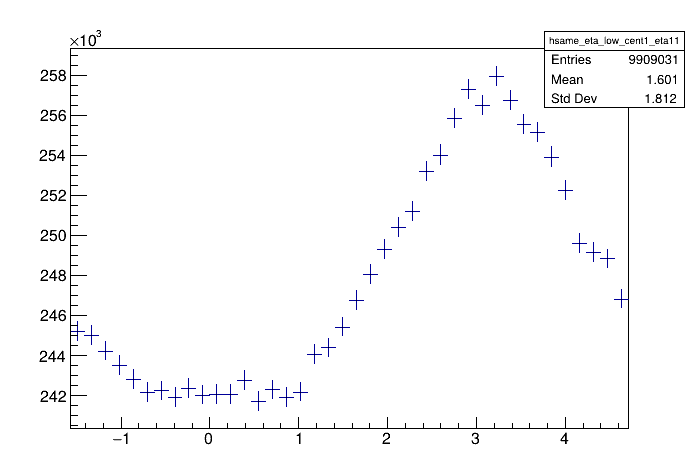 ×10³
hsame_eta_low_cent1_eta11
Entries 9909031
Mean 1.601
Std Dev 1.812
258
256
254
252
250
248
246
244
242
−1 0 1 2 3 4